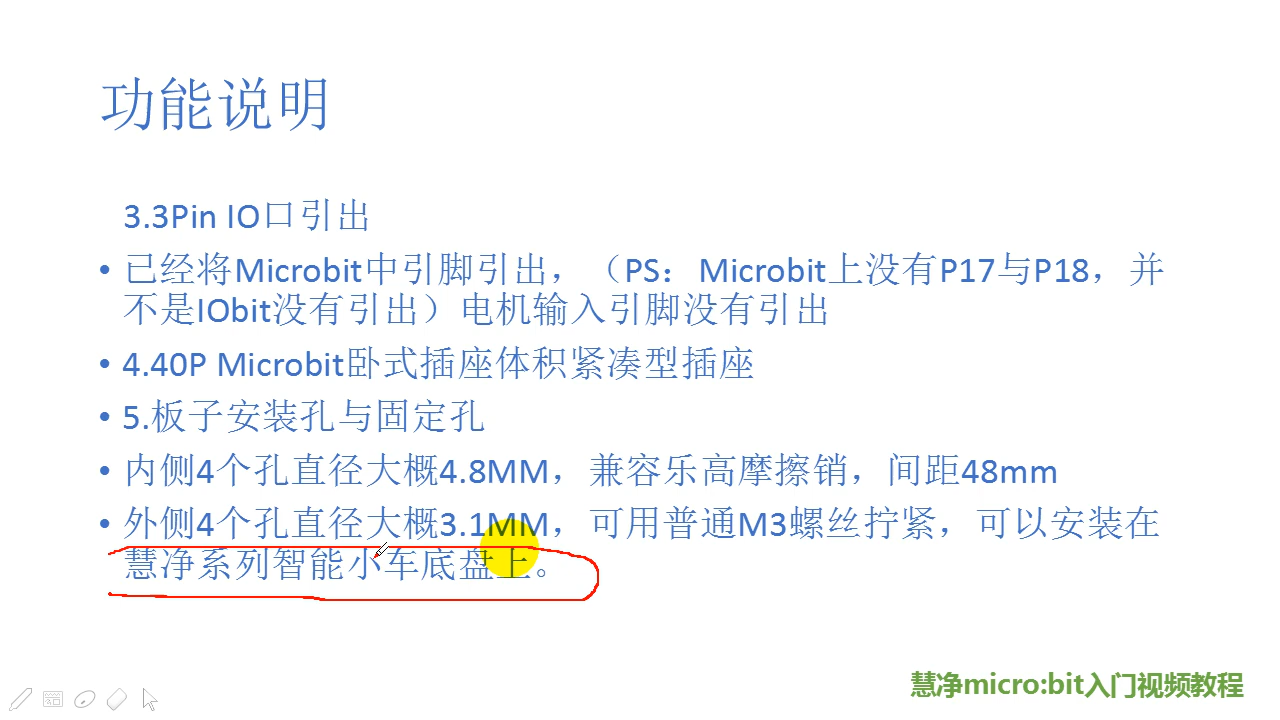 功能说明
3.3Pin IO口引出
• 已经将Microbit中引脚引出，（PS：Microbit上没有P17与P18，并
不是IObit没有引出）电机输入引脚没有引出
• 4.40P Microbit卧式插座体积紧凑型插座
• 5.板子安装孔与固定孔
• 内侧4个孔直径大概4.8MM，兼容乐高摩擦销，间距48mm
• 外侧4个孔直径大概3.1MM，可用普通M3螺丝拧紧，可以安装在
慧净系列智能小车底盘上。
慧净micro:bit入门视频教程